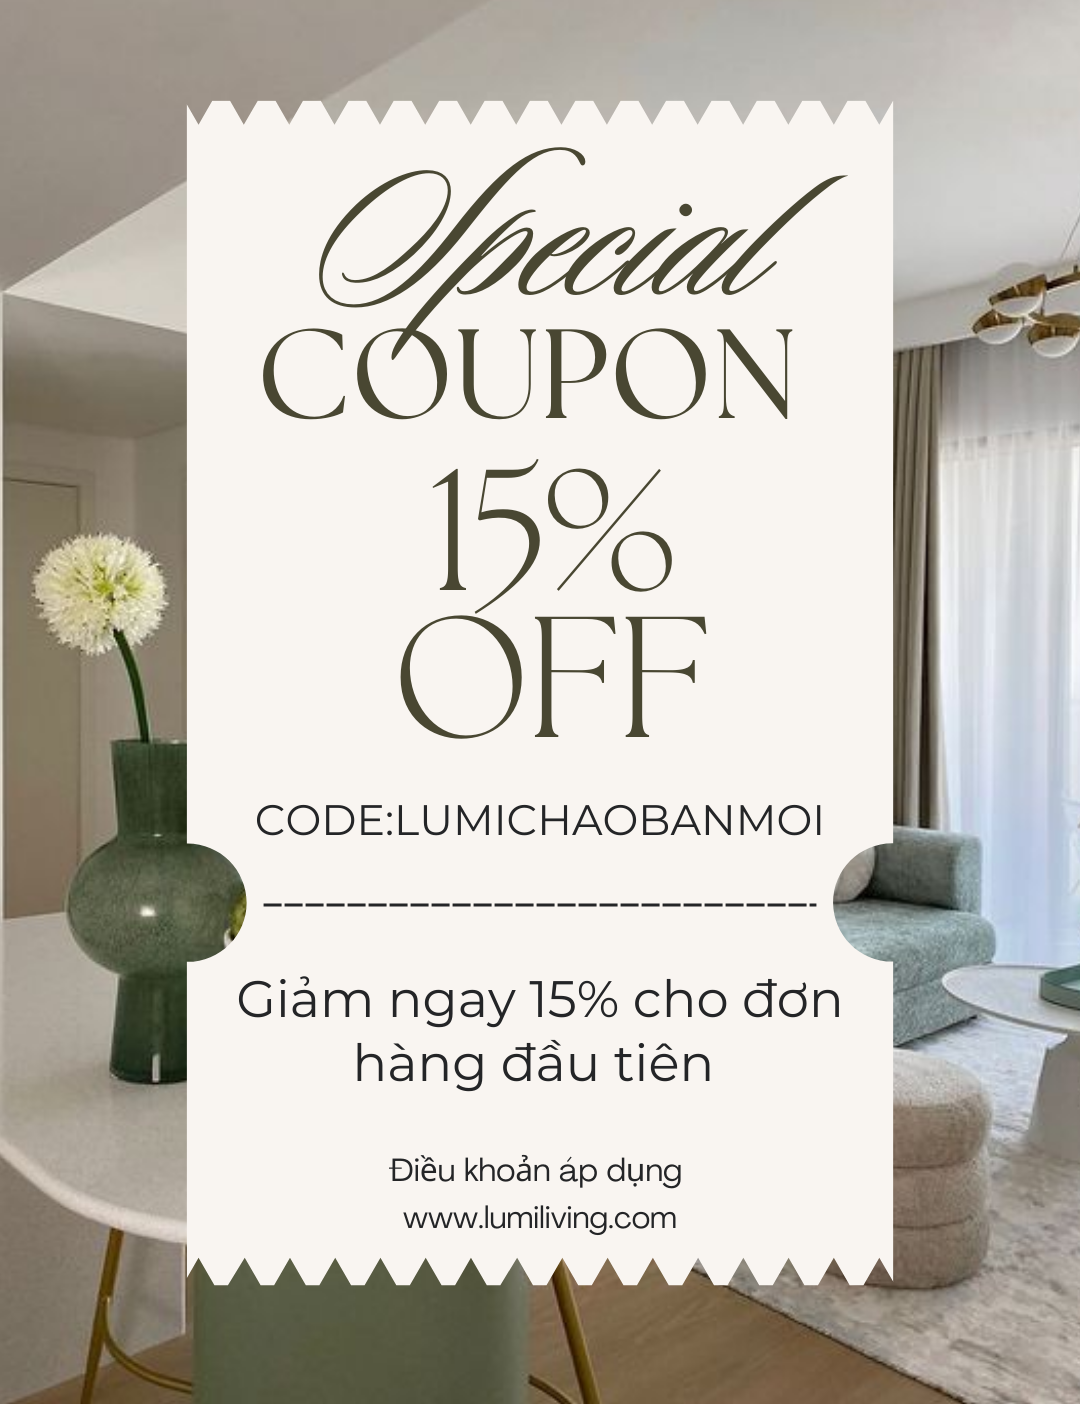 Special
COUPON
15%
OFF
CODE:LUMICHAOBANMOI
Giảm ngay 15% cho đơn
hàng đầu tiên
Điều khoản áp dụng
www.lumiliving.com